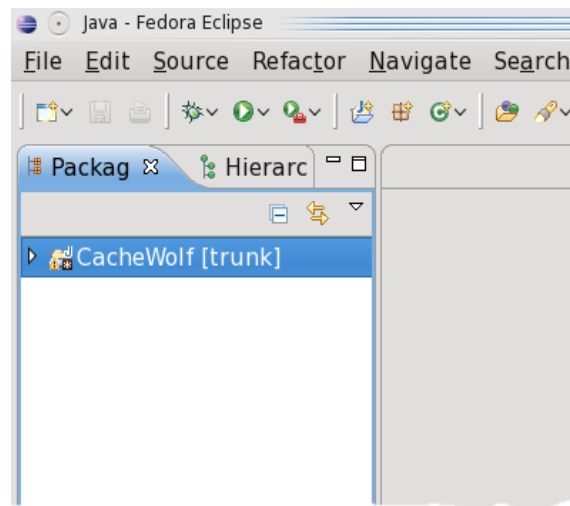 Java - Fedora Eclipse
File Edit Source Refactor Navigate Search
Packag Hierarc
CacheWolf [trunk]